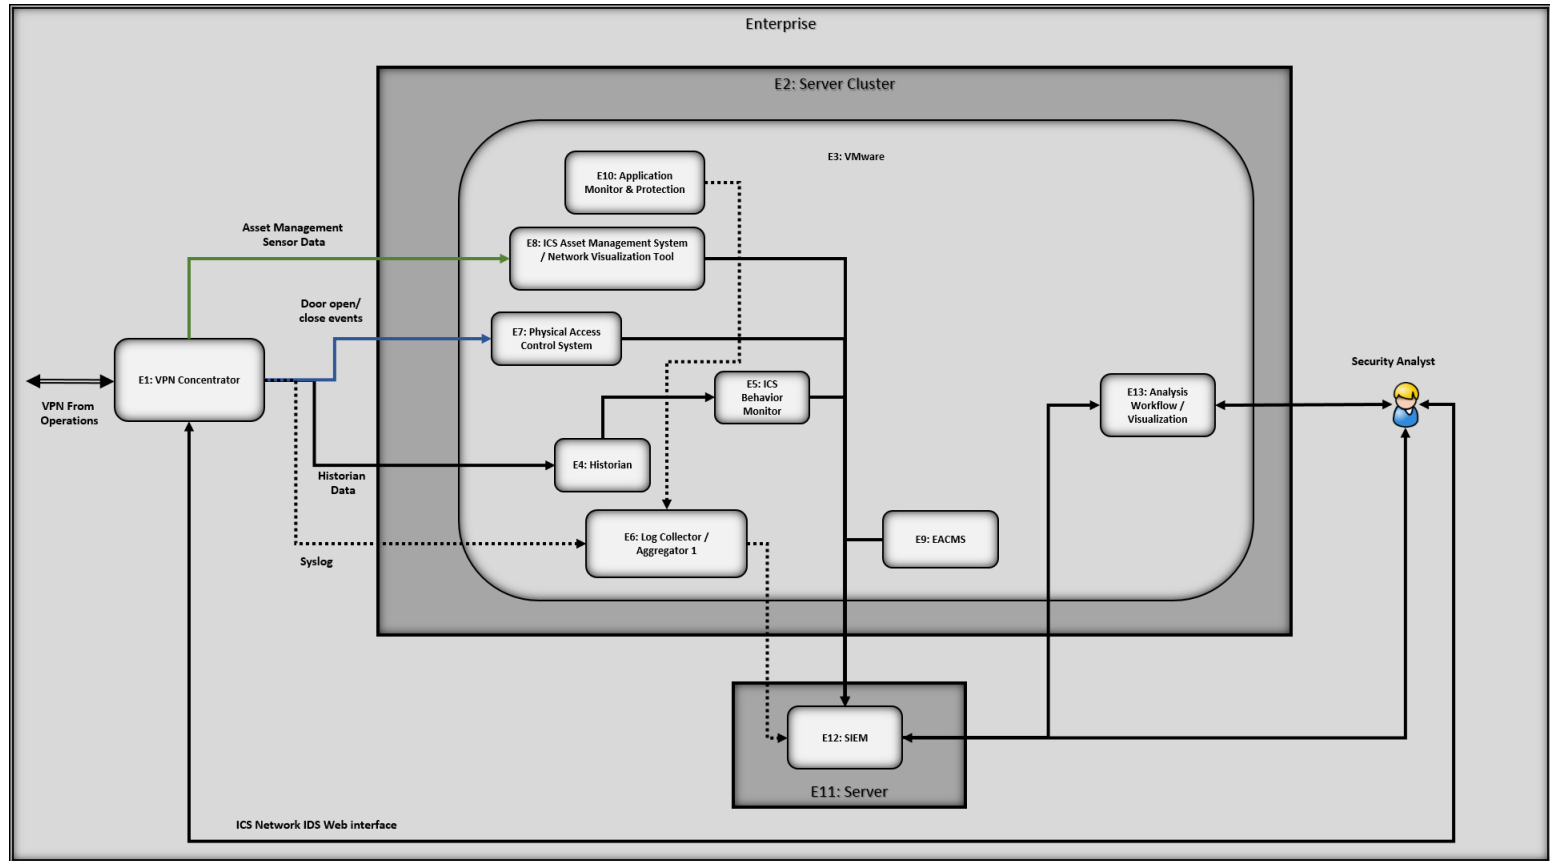 Enterprise
E2: Server Cluster
E3: VMware
E10: Application
Monitor & Protection
Asset Management
Sensor Data
E8: ICS Asset Management System
/ Network Visualization Tool
Door open/
close events
E7: Physical Access
Control System
E1: VPN Concentrator
VPN From
Operations
E5: ICS
Behavior
Monitor
E13: Analysis
Workflow /
Visualization
Security Analyst
E4: Historian
Historian
Data
E6: Log Collector /
Aggregator 1
E9: EACMS
Syslog
E12: SIEM
E11: Server
ICS Network IDS Web interface